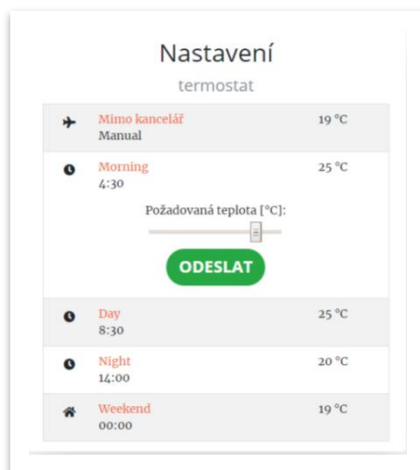 Nastavení
termostat
Mimo kancelář 19 °C
Manual
Morning 25 °C
4:30
Požadovaná teplota [°C]:
ODESLAT
Day 25 °C
8:30
Night 20 °C
14:00
Weekend 19 °C
00:00